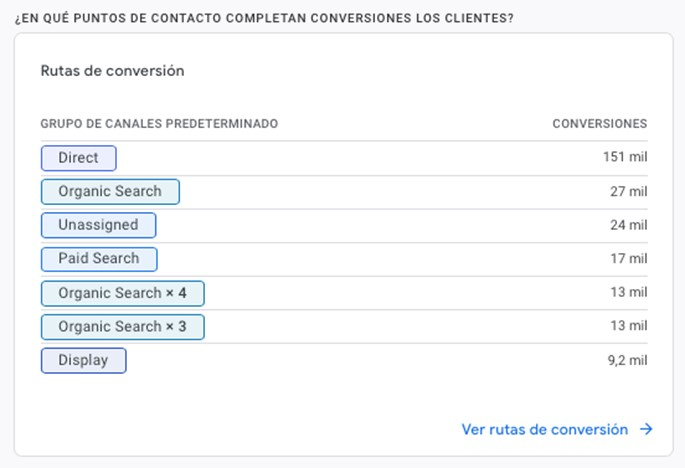 ¿EN QUÉ PUNTOS DE CONTACTO COMPLETAN CONVERSIONES LOS CLIENTES?
Rutas de conversión
GRUPO DE CANALES PREDETERMINADO CONVERSIONES
Direct 151 mil
Organic Search 27 mil
Unassigned 24 mil
Paid Search 17 mil
Organic Search × 4 13 mil
Organic Search × 3 13 mil
Display 9,2 mil
Ver rutas de conversión →